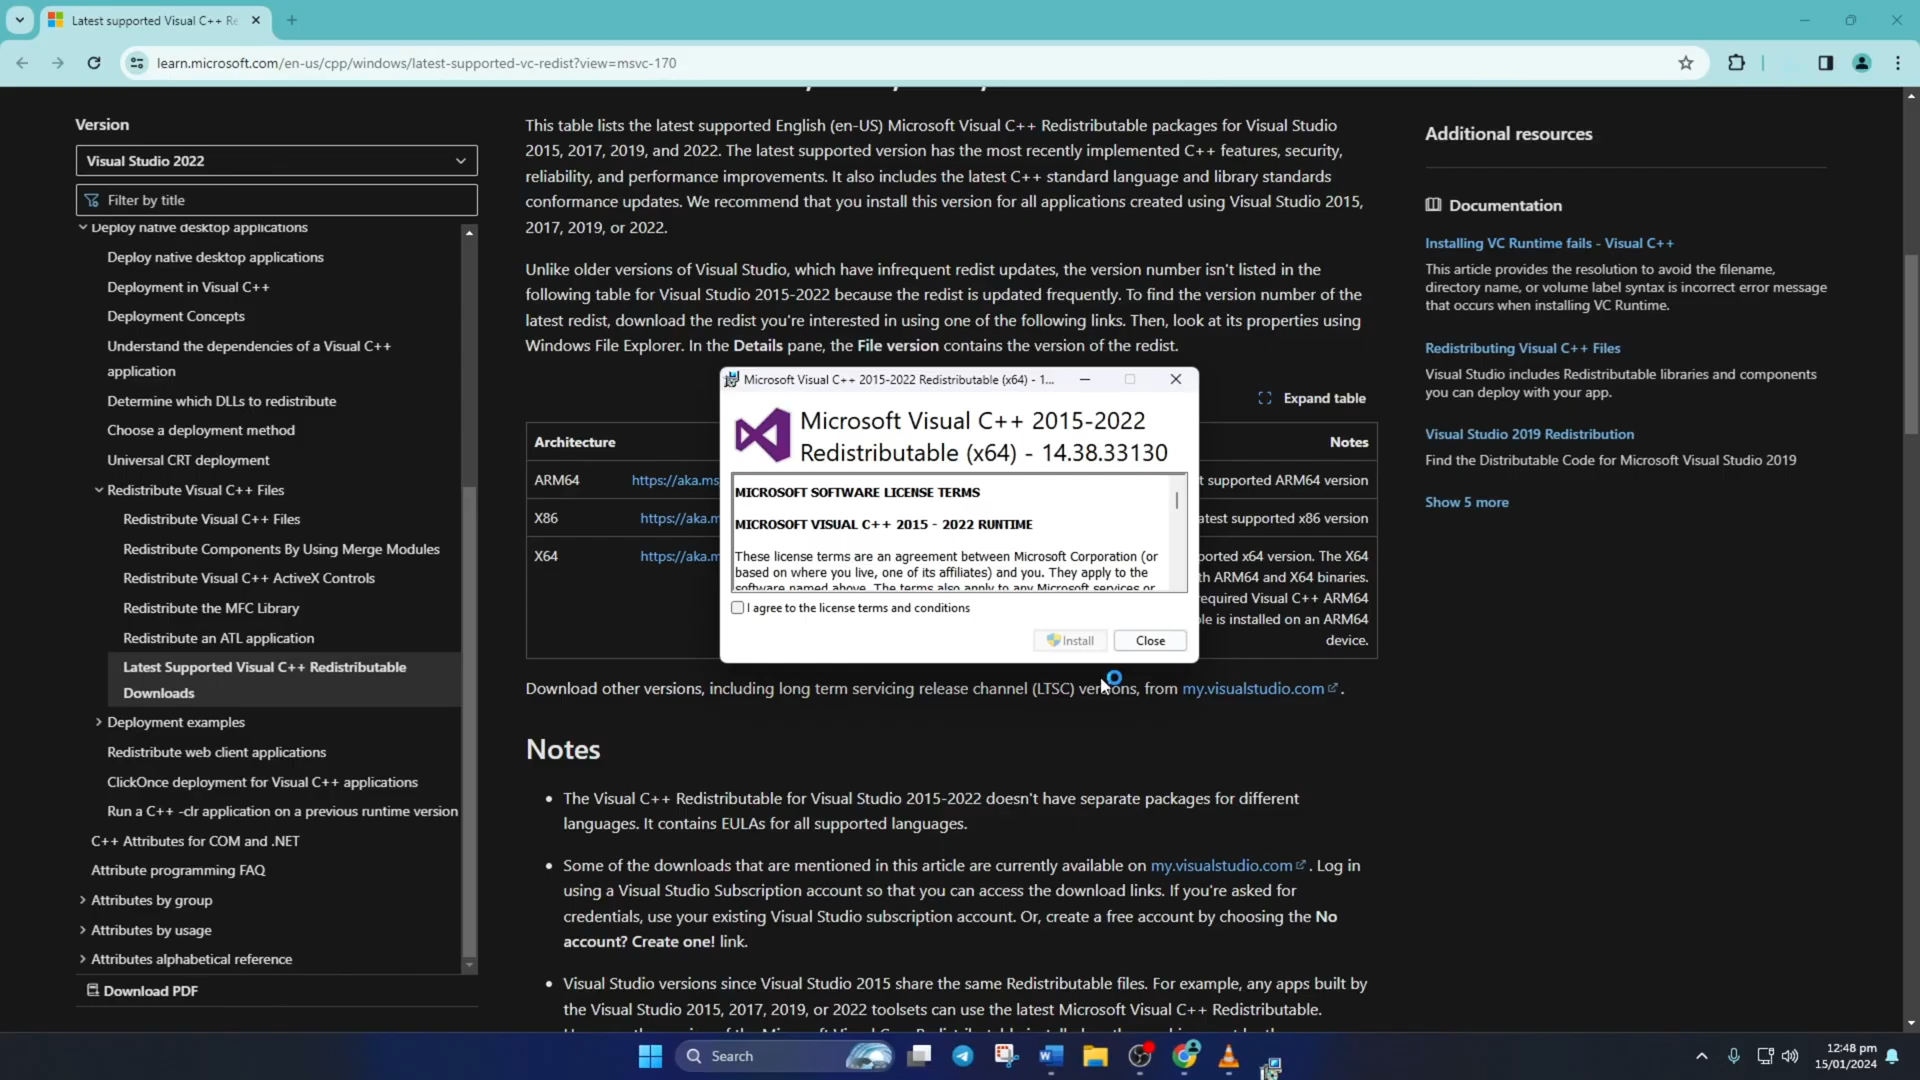 Latest supported Visual C++ Re
learn.microsoft.com/en-us/cpp/windows/latest-supported-vc-redist?view=msvc-170
Version
Visual Studio 2022
Filter by title
Deploy native desktop applications
Deploy native desktop applications
Deployment in Visual C++
Deployment Concepts
Understand the dependencies of a Visual C++
application
Determine which DLLs to redistribute
Choose a deployment method
Universal CRT deployment
Redistribute Visual C++ Files
Redistribute Visual C++ Files
Redistribute Components By Using Merge Modules
Redistribute Visual C++ ActiveX Controls
Redistribute the MFC Library
Redistribute an ATL application
Latest Supported Visual C++ Redistributable
Downloads
Deployment examples
Redistribute web client applications
ClickOnce deployment for Visual C++ applications
Run a C++ -clr application on a previous runtime version
C++ Attributes for COM and .NET
Attribute programming FAQ
Attributes by group
Attributes by usage
Attributes alphabetical reference
Download PDF
This table lists the latest supported English (en-US) Microsoft Visual C++ Redistributable packages for Visual Studio
2015, 2017, 2019, and 2022. The latest supported version has the most recently implemented C++ features, security,
reliability, and performance improvements. It also includes the latest C++ standard language and library standards
conformance updates. We recommend that you install this version for all applications created using Visual Studio 2015,
2017, 2019, or 2022.
Unlike older versions of Visual Studio, which have infrequent redist updates, the version number isn't listed in the
following table for Visual Studio 2015-2022 because the redist is updated frequently. To find the version number of the
latest redist, download the redist you're interested in using one of the following links. Then, look at its properties using
Windows File Explorer. In the Details pane, the File version contains the version of the redist.
Expand table
Architecture Notes
ARM64 https://aka.ms t supported ARM64 version
X86 https://aka.m atest supported x86 version
X64 https://aka.m ported x64 version. The X64
th ARM64 and X64 binaries.
equired Visual C++ ARM64
le is installed on an ARM64
device.
Microsoft Visual C++ 2015-2022 Redistributable (x64) - 1...
Microsoft Visual C++ 2015-2022
Redistributable (x64) - 14.38.33130
MICROSOFT SOFTWARE LICENSE TERMS
MICROSOFT VISUAL C++ 2015 - 2022 RUNTIME
These license terms are an agreement between Microsoft Corporation (or
based on where you live, one of its affiliates) and you. They apply to the
software named above. The terms also apply to any Microsoft services or
I agree to the license terms and conditions
Install
Close
Download other versions, including long term servicing release channel (LTSC) versions, from my.visualstudio.com.
Notes
• The Visual C++ Redistributable for Visual Studio 2015-2022 doesn't have separate packages for different
languages. It contains EULAs for all supported languages.
• Some of the downloads that are mentioned in this article are currently available on my.visualstudio.com. Log in
using a Visual Studio Subscription account so that you can access the download links. If you're asked for
credentials, use your existing Visual Studio subscription account. Or, create a free account by choosing the No
account? Create one! link.
• Visual Studio versions since Visual Studio 2015 share the same Redistributable files. For example, any apps built by
the Visual Studio 2015, 2017, 2019, or 2022 toolsets can use the latest Microsoft Visual C++ Redistributable.
Additional resources
Documentation
Installing VC Runtime fails - Visual C++
This article provides the resolution to avoid the filename,
directory name, or volume label syntax is incorrect error message
that occurs when installing VC Runtime.
Redistributing Visual C++ Files
Visual Studio includes Redistributable libraries and components
you can deploy with your app.
Visual Studio 2019 Redistribution
Find the Distributable Code for Microsoft Visual Studio 2019
Show 5 more
Search
12:48 pm
15/01/2024